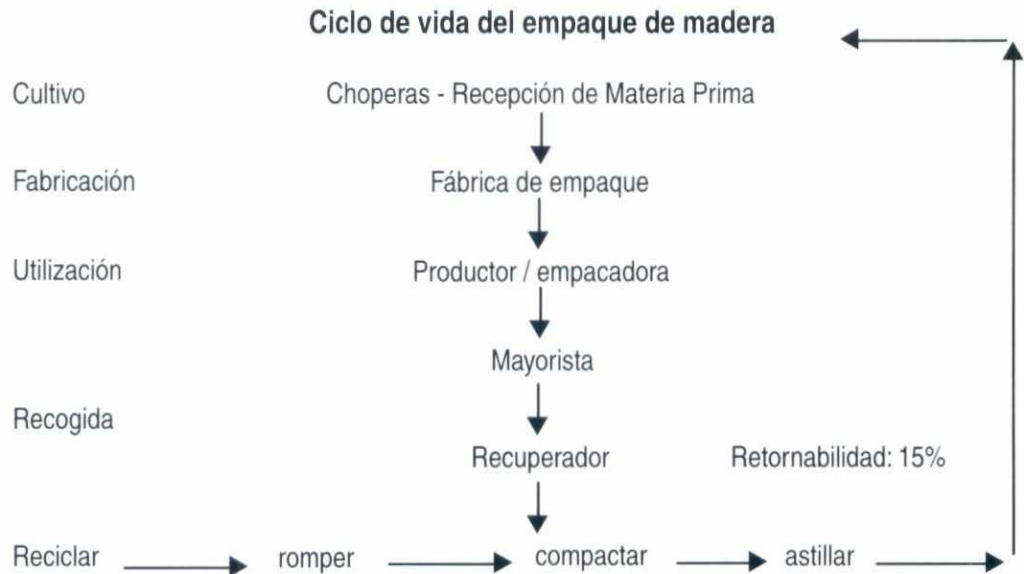 Ciclo de vida del empaque de madera
Cultivo Choperas - Recepción de Materia Prima
Fabricación Fábrica de empaque
Utilización Productor / empacadora
Mayorista
Recogida
Recuperador Retornabilidad: 15%
Reciclar romper compactar astillar